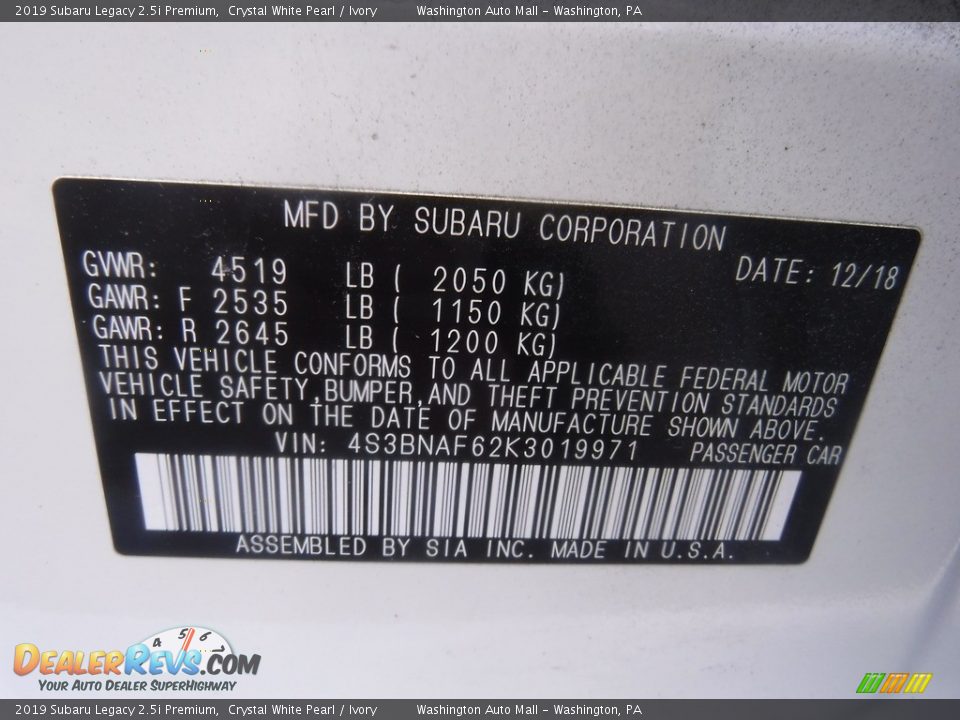 2019 Subaru Legacy 2.5i Premium, Crystal White Pearl / Ivory Washington Auto Mall - Washington, PA
MFD BY SUBARU CORPORATION
GVWR: 4519 LB ( 2050 KG) DATE: 12/18
GAWR: F 2535 LB ( 1150 KG)
GAWR: R 2645 LB ( 1200 KG)
THIS VEHICLE CONFORMS TO ALL APPLICABLE FEDERAL MOTOR
VEHICLE SAFETY,BUMPER,AND THEFT PREVENTION STANDARDS
IN EFFECT ON THE DATE OF MANUFACTURE SHOWN ABOVE.
VIN: 4S3BNAF62K3019971 PASSENGER CAR
ASSEMBLED BY SIA INC. MADE IN U.S.A.
4 5 6 7
DealerRevs.com
Your Auto Dealer SuperHighway
2019 Subaru Legacy 2.5i Premium, Crystal White Pearl / Ivory Washington Auto Mall - Washington, PA